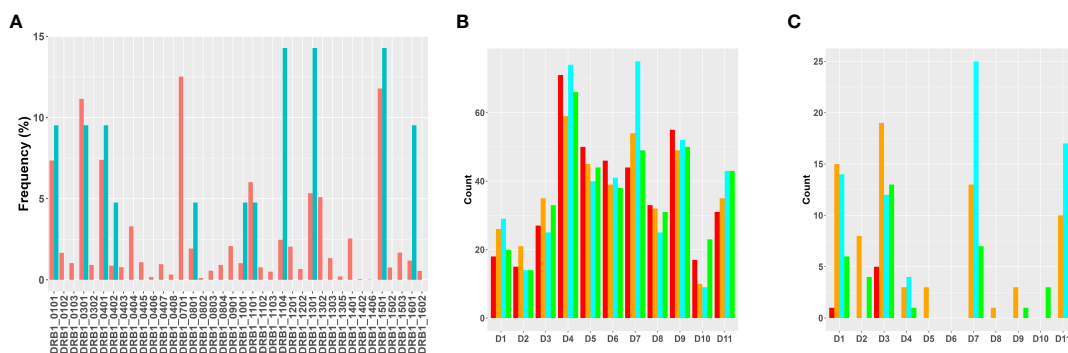 A
Frequency (%)
15
10
5
0
DRB1_0101
DRB1_0102
DRB1_0103
DRB1_0301
DRB1_0302
DRB1_0401
DRB1_0402
DRB1_0403
DRB1_0404
DRB1_0405
DRB1_0406
DRB1_0407
DRB1_0408
DRB1_0701
DRB1_0801
DRB1_0802
DRB1_0803
DRB1_0804
DRB1_0901
DRB1_1001
DRB1_1101
DRB1_1102
DRB1_1103
DRB1_1104
DRB1_1201
DRB1_1202
DRB1_1301
DRB1_1302
DRB1_1303
DRB1_1305
DRB1_1401
DRB1_1402
DRB1_1406
DRB1_1501
DRB1_1502
DRB1_1503
DRB1_1601
DRB1_1602
B
Count
60
40
20
0
D1 D2 D3 D4 D5 D6 D7 D8 D9 D10 D11
C
Count
25
20
15
10
5
0
D1 D2 D3 D4 D5 D6 D7 D8 D9 D10 D11